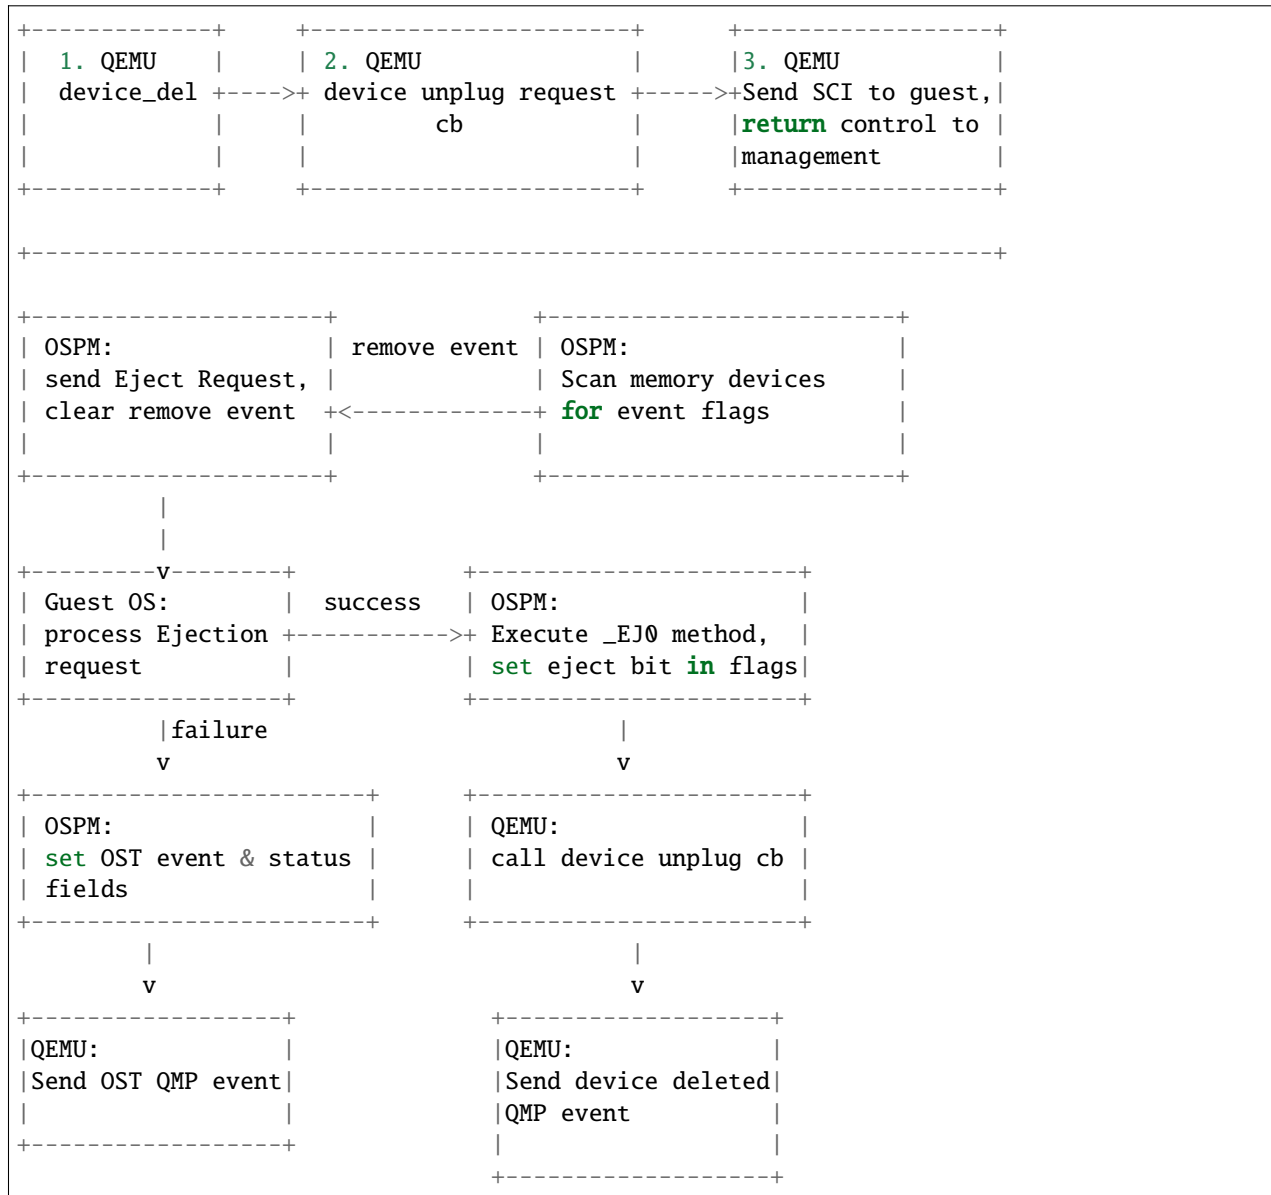 +-------------+     +-----------------------+      +------------------+
|  1. QEMU    |     | 2. QEMU               |      |3. QEMU           |
|  device_del +---->+ device unplug request +----->+Send SCI to guest,|
|             |     |         cb            |      |return control to |
|             |     |                       |      |management        |
+-------------+     +-----------------------+      +------------------+

+---------------------------------------------------------------------+

+---------------------+              +-------------------------+
| OSPM:               | remove event | OSPM:                   |
| send Eject Request, |              | Scan memory devices     |
| clear remove event  +<-------------+ for event flags         |
|                     |              |                         |
+---------------------+              +-------------------------+
          |
          |
+---------v--------+            +-----------------------+
| Guest OS:        |  success   | OSPM:                 |
| process Ejection +----------->+ Execute _EJ0 method,  |
| request          |            | set eject bit in flags|
+------------------+            +-----------------------+
          |failure                         |
          v                                v
+------------------------+      +-----------------------+
| OSPM:                  |      | QEMU:                 |
| set OST event & status |      | call device unplug cb |
| fields                 |      |                       |
+------------------------+      +-----------------------+
         |                                  |
         v                                  v
+------------------+              +-------------------+
|QEMU:             |              |QEMU:              |
|Send OST QMP event|              |Send device deleted|
|                  |              |QMP event          |
+------------------+              |                   |
                                  +-------------------+